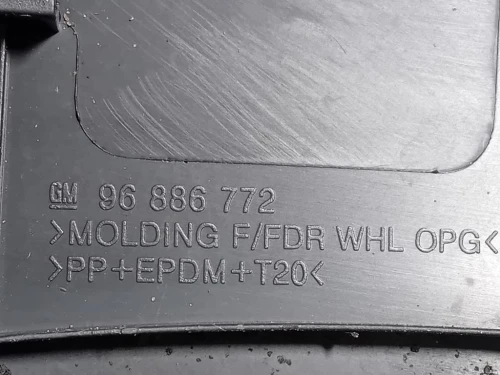 GM 96 886 772
>MOLDING F/FDR WHL OPG<
>PP+EPDM+T20<